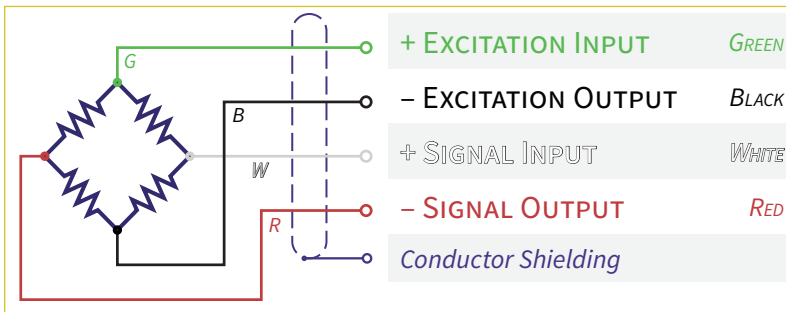 G
+ Excitation Input Green
B
– Excitation Output Black
W
+ Signal Input White
R
– Signal Output Red
Conductor Shielding